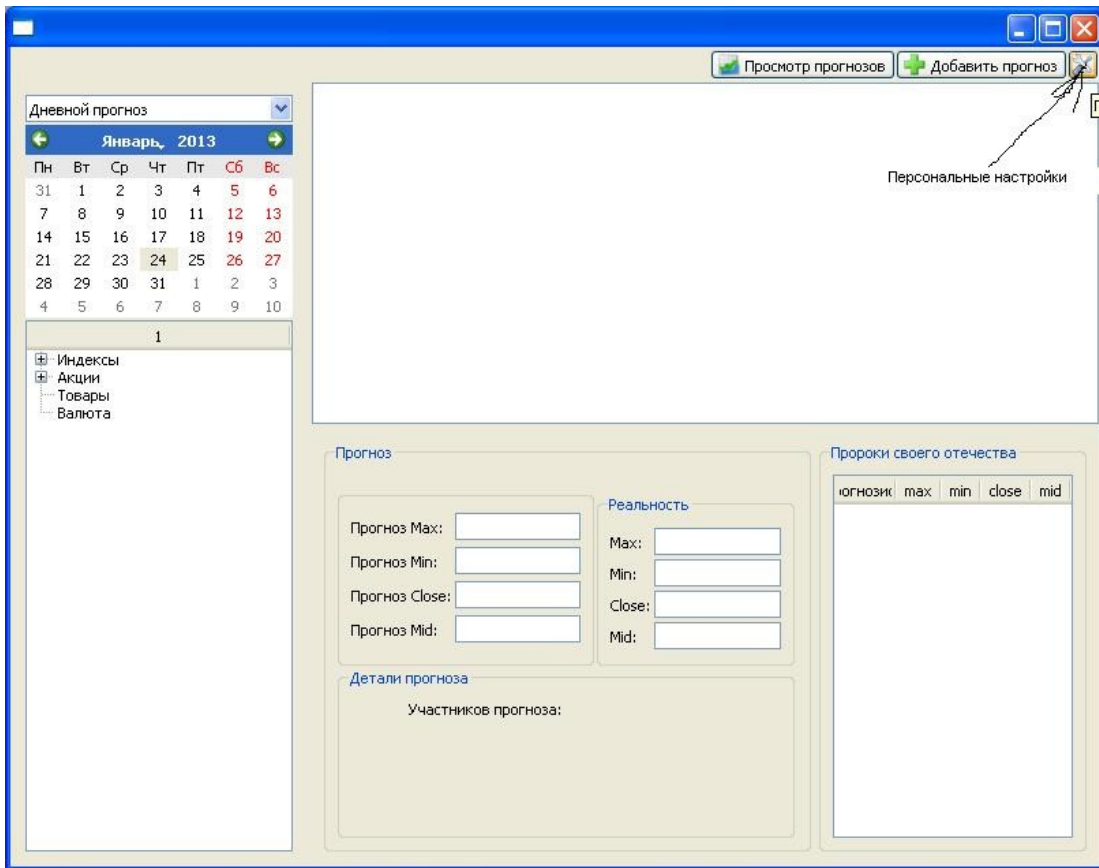 Просмотр прогнозов Добавить прогноз
Персональные настройки
Дневной прогноз
Январь, 2013
Пн Вт Ср Чт Пт Сб Вс
31 1 2 3 4 5 6
7 8 9 10 11 12 13
14 15 16 17 18 19 20
21 22 23 24 25 26 27
28 29 30 31 1 2 3
4 5 6 7 8 9 10
1
Индексы
Акции
Товары
Валюта
Прогноз
Прогноз Max:
Прогноз Min:
Прогноз Close:
Прогноз Mid:
Реальность
Max:
Min:
Close:
Mid:
Детали прогноза
Участников прогноза:
Пророки своего отечества
max min close mid